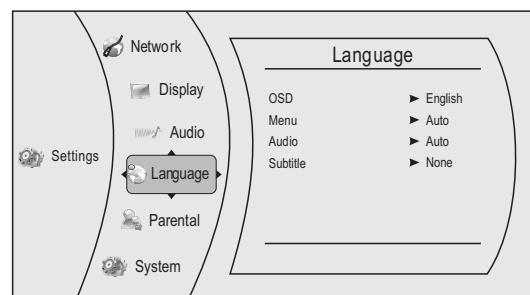 Settings
Network
Display
Audio
Language
Parental
System
Language
OSD ► English
Menu ► Auto
Audio ► Auto
Subtitle ► None